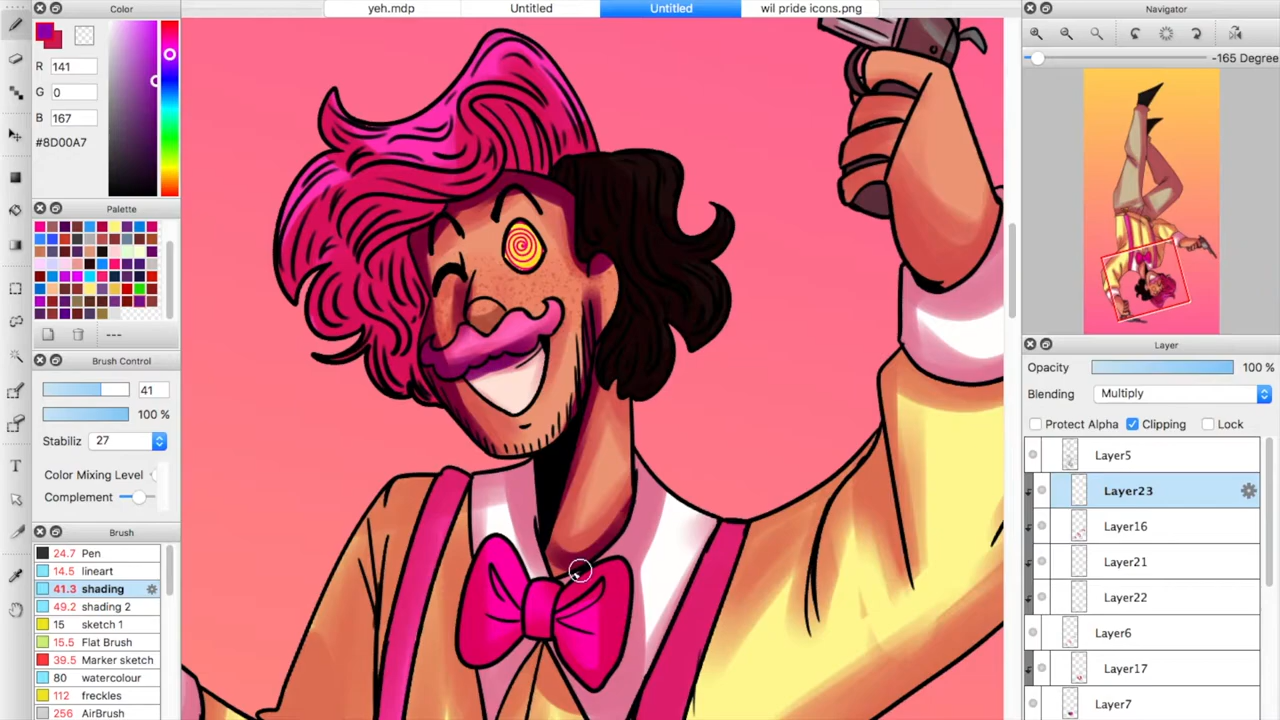 Color
yeh.mdp
Untitled
Untitled
wil pride icons.png
Navigator
R 141
G 0
B 167
#8D00A7
-165 Degree
Palette
---
Brush Control
41
100 %
Stabiliz 27
Color Mixing Level
Complement
Brush
24.7 Pen
14.5 lineart
41.3 shading
49.2 shading 2
15 sketch 1
15.5 Flat Brush
39.5 Marker sketch
80 watercolour
112 freckles
256 AirBrush
Layer
Opacity 100 %
Blending Multiply
Protect Alpha Clipping Lock
Layer5
Layer23
Layer16
Layer21
Layer22
Layer6
Layer17
Layer7